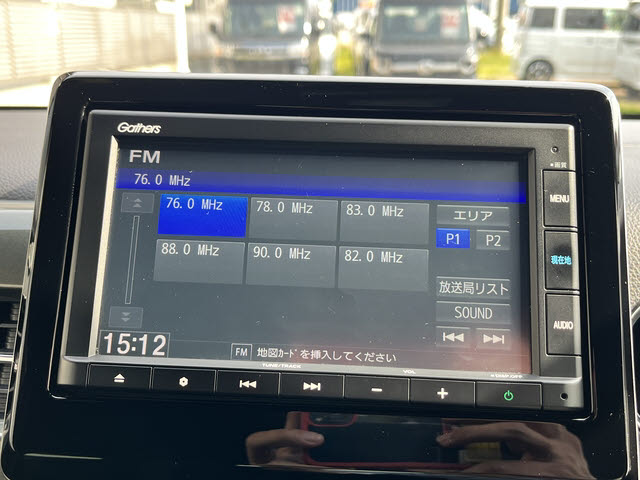 Gathers
FM
76.0 MHz
76.0 MHz
78.0 MHz
83.0 MHz
88.0 MHz
90.0 MHz
82.0 MHz
エリア
P1
P2
放送局リスト
SOUND
15:12
FM 地図ｶｰﾄﾞを挿入してください
画質
MENU
現在地
AUDIO
TUNE/TRACK
VOL